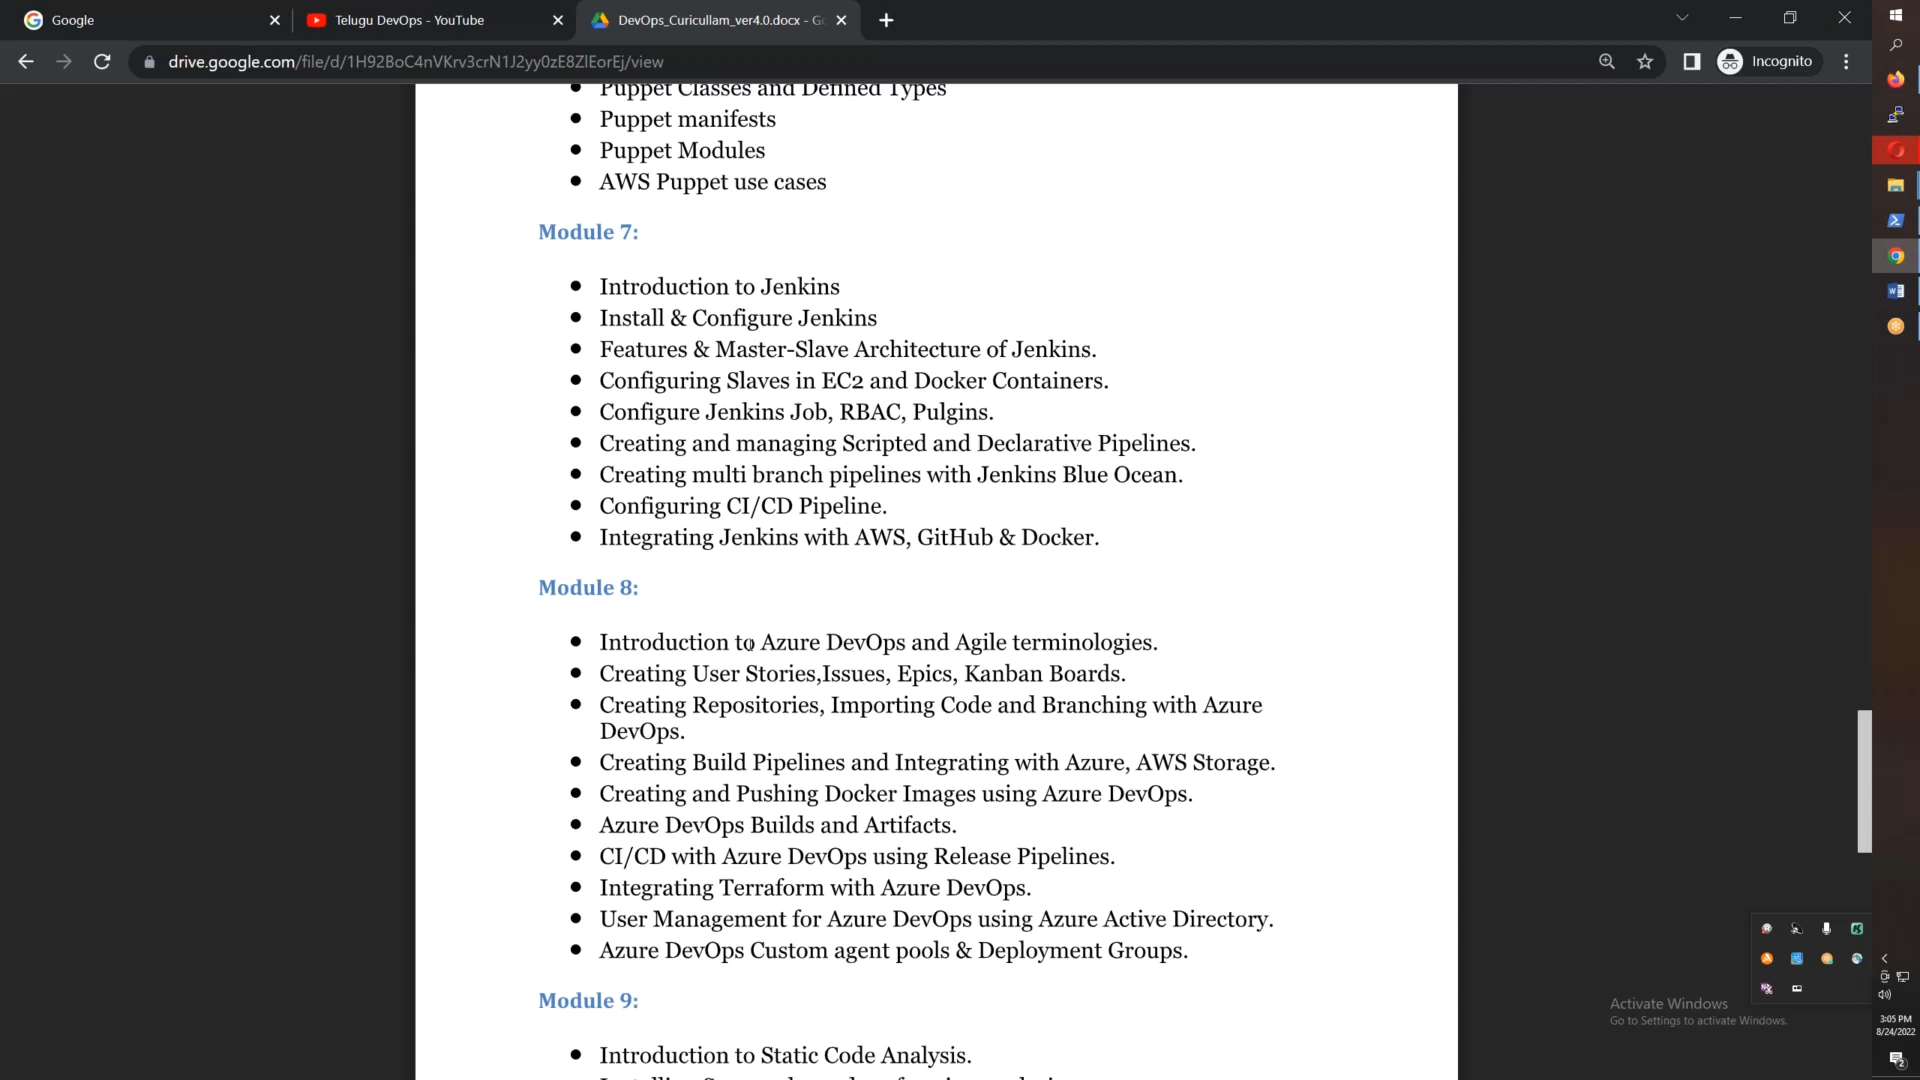 Google
Telugu DevOps - YouTube
DevOps_Curicullam_ver4.0.docx - Go
drive.google.com/file/d/1H92BoC4nVKrv3crN1J2yy0zE8ZlEorEj/view
Incognito
Puppet Classes and Defined Types
Puppet manifests
Puppet Modules
AWS Puppet use cases
Module 7:
Introduction to Jenkins
Install & Configure Jenkins
Features & Master-Slave Architecture of Jenkins.
Configuring Slaves in EC2 and Docker Containers.
Configure Jenkins Job, RBAC, Pulgins.
Creating and managing Scripted and Declarative Pipelines.
Creating multi branch pipelines with Jenkins Blue Ocean.
Configuring CI/CD Pipeline.
Integrating Jenkins with AWS, GitHub & Docker.
Module 8:
Introduction to Azure DevOps and Agile terminologies.
Creating User Stories,Issues, Epics, Kanban Boards.
Creating Repositories, Importing Code and Branching with Azure
DevOps.
Creating Build Pipelines and Integrating with Azure, AWS Storage.
Creating and Pushing Docker Images using Azure DevOps.
Azure DevOps Builds and Artifacts.
CI/CD with Azure DevOps using Release Pipelines.
Integrating Terraform with Azure DevOps.
User Management for Azure DevOps using Azure Active Directory.
Azure DevOps Custom agent pools & Deployment Groups.
Module 9:
Introduction to Static Code Analysis.
Activate Windows
Go to Settings to activate Windows.
3:05 PM
8/24/2022